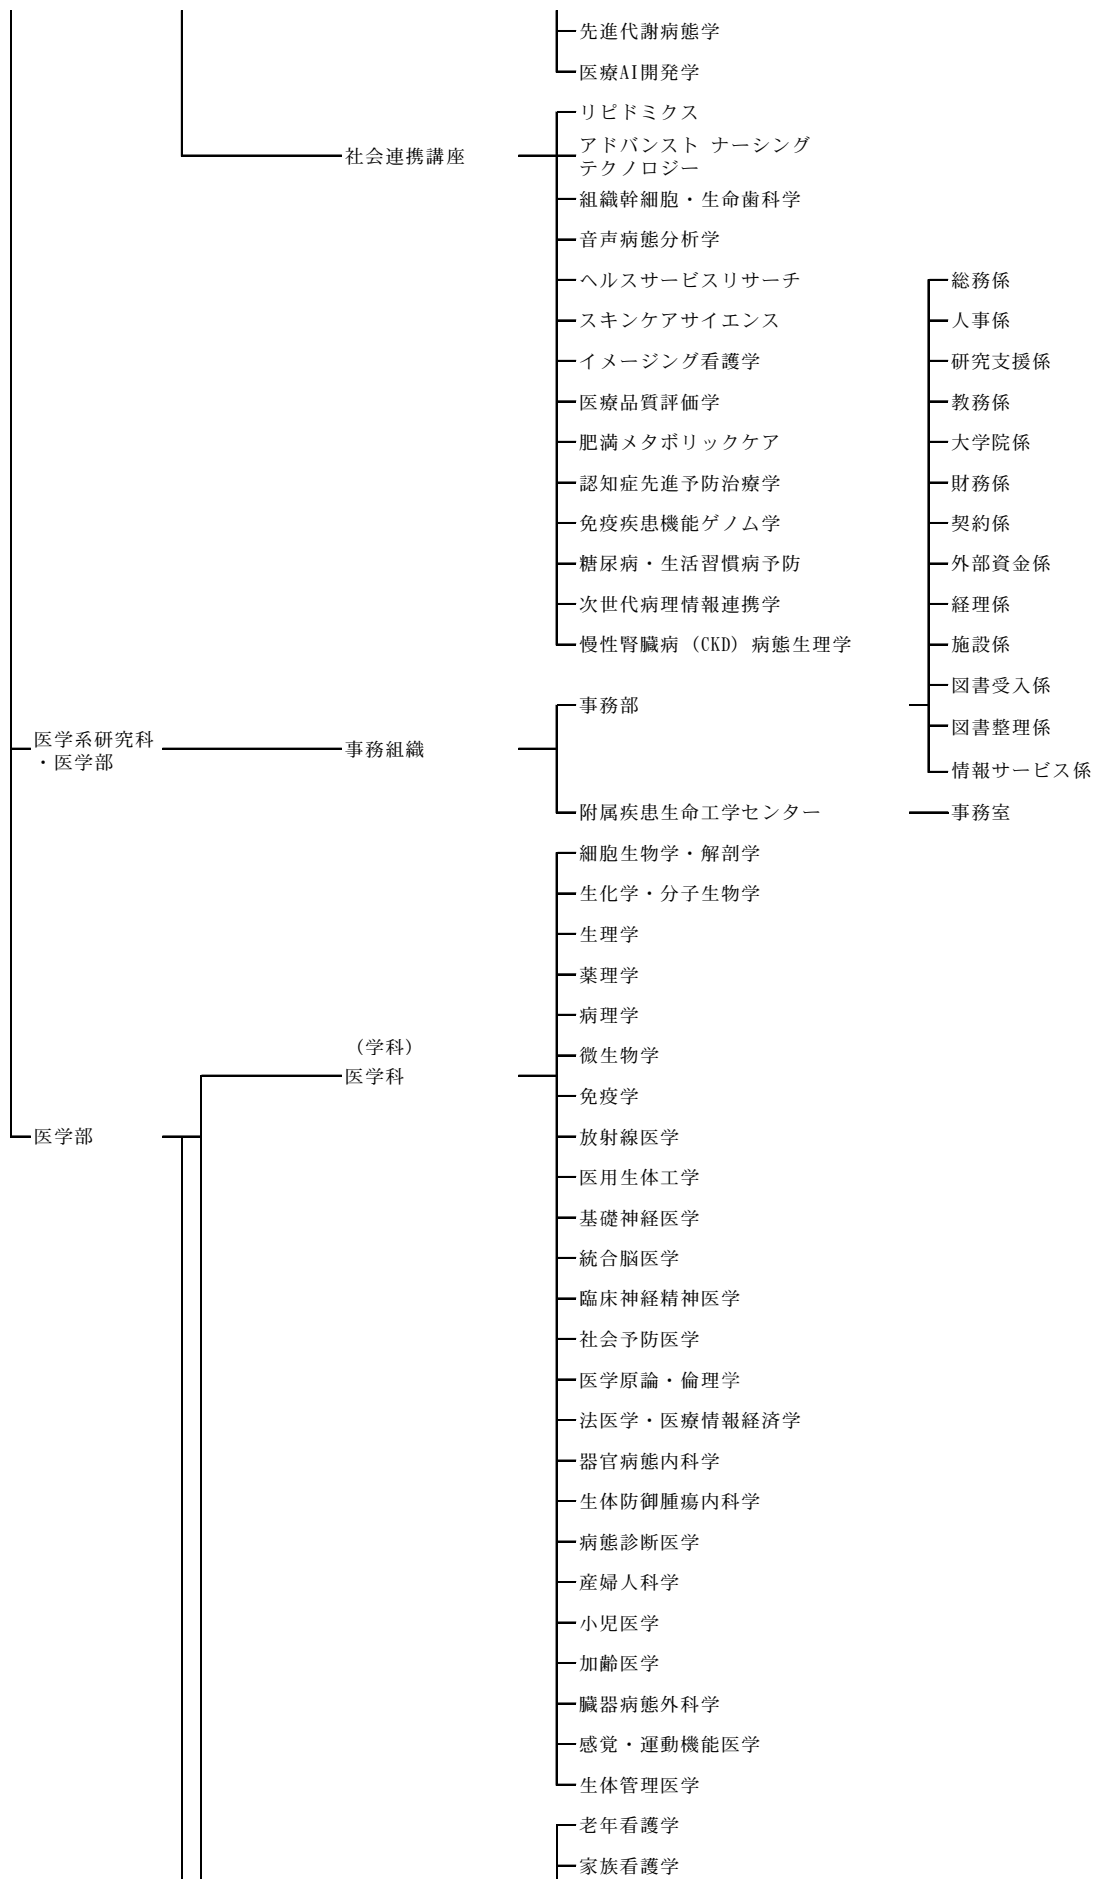 先進代謝病態学
医療AI開発学
社会連携講座
リピドミクス
アドバンスト ナーシング
テクノロジー
組織幹細胞・生命歯科学
音声病態分析学
ヘルスサービスリサーチ
スキンケアサイエンス
イメージング看護学
医療品質評価学
肥満メタボリックケア
認知症先進予防治療学
免疫疾患機能ゲノム学
糖尿病・生活習慣病予防
次世代病理情報連携学
慢性腎臓病（CKD）病態生理学
医学系研究科
・医学部
事務組織
事務部
総務係
人事係
研究支援係
教務係
大学院係
財務係
契約係
外部資金係
経理係
施設係
図書受入係
図書整理係
情報サービス係
附属疾患生命工学センター
事務室
医学部
（学科）
医学科
細胞生物学・解剖学
生化学・分子生物学
生理学
薬理学
病理学
微生物学
免疫学
放射線医学
医用生体工学
基礎神経医学
統合脳医学
臨床神経精神医学
社会予防医学
医学原論・倫理学
法医学・医療情報経済学
器官病態内科学
生体防御腫瘍内科学
病態診断医学
産婦人科学
小児医学
加齢医学
臓器病態外科学
感覚・運動機能医学
生体管理医学
老年看護学
家族看護学